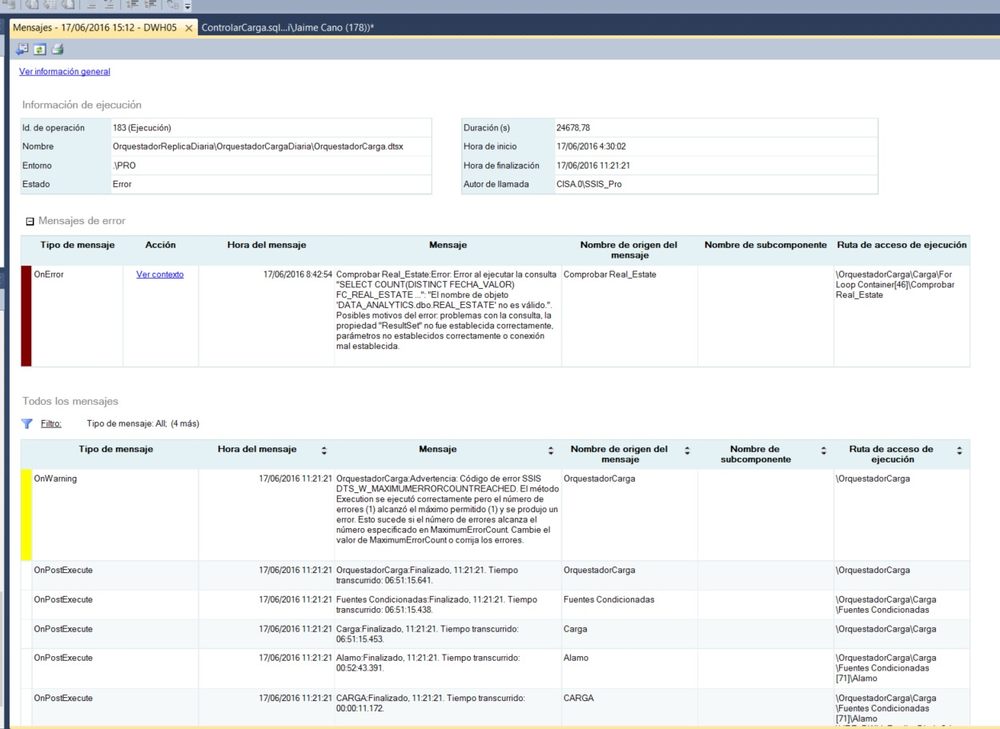 Mensajes - 17/06/2016 15:12 - DWH05
ControlarCarga.sql...i\Jaime Cano (178))*
Ver información general
Información de ejecución
Id. de operación 183 (Ejecución)
Duración (s) 24678,78
Nombre OrquestadorReplicaDiaria\OrquestadorCargaDiaria\OrquestadorCarga.dtsx
Hora de inicio 17/06/2016 4:30:02
Entorno .\PRO
Hora de finalización 17/06/2016 11:21:21
Estado Error
Autor de llamada CISA.0\SSIS_Pro
Mensajes de error
Tipo de mensaje Acción Hora del mensaje Mensaje Nombre de origen del
mensaje
Nombre de subcomponente Ruta de acceso de ejecución
OnError Ver contexto 17/06/2016 8:42:54
Comprobar Real_Estate:Error: Error al ejecutar la consulta
"SELECT COUNT(DISTINCT FECHA_VALOR)
FC_REAL_ESTATE ...": "El nombre de objeto
'DATA_ANALYTICS.dbo.REAL_ESTATE' no es válido.".
Posibles motivos del error: problemas con la consulta, la
propiedad "ResultSet" no fue establecida correctamente,
parámetros no establecidos correctamente o conexión
mal establecida.
Comprobar Real_Estate
\OrquestadorCarga\Carga\For
Loop Container[46]\Comprobar
Real_Estate
Todos los mensajes
Filtro: Tipo de mensaje: All; (4 más)
Tipo de mensaje Hora del mensaje Mensaje Nombre de origen del
mensaje
Nombre de
subcomponente
Ruta de acceso de
ejecución
OnWarning 17/06/2016 11:21:21
OrquestadorCarga:Advertencia: Código de error SSIS
DTS_W_MAXIMUMERRORCOUNTREACHED. El método
Execution se ejecutó correctamente pero el número de
errores (1) alcanzó el máximo permitido (1) y se produjo un
error. Esto sucede si el número de errores alcanza el
número especificado en MaximumErrorCount. Cambie el
valor de MaximumErrorCount o corrija los errores.
OrquestadorCarga
\OrquestadorCarga
OnPostExecute 17/06/2016 11:21:21
OrquestadorCarga:Finalizado, 11:21:21. Tiempo
transcurrido: 06:51:15.641.
OrquestadorCarga
\OrquestadorCarga
OnPostExecute 17/06/2016 11:21:21
Fuentes Condicionadas:Finalizado, 11:21:21. Tiempo
transcurrido: 06:51:15.438.
Fuentes Condicionadas
\OrquestadorCarga\Carga
\Fuentes Condicionadas
OnPostExecute 17/06/2016 11:21:21
Carga:Finalizado, 11:21:21. Tiempo transcurrido:
06:51:15.453.
Carga
\OrquestadorCarga\Carga
OnPostExecute 17/06/2016 11:21:21
Alamo:Finalizado, 11:21:21. Tiempo transcurrido:
00:52:43.391.
Alamo
\OrquestadorCarga\Carga
\Fuentes Condicionadas
[71]\Alamo
OnPostExecute 17/06/2016 11:21:21
CARGA:Finalizado, 11:21:21. Tiempo transcurrido:
00:00:11.172.
CARGA
\OrquestadorCarga\Carga
\Fuentes Condicionadas
[71]\Alamo